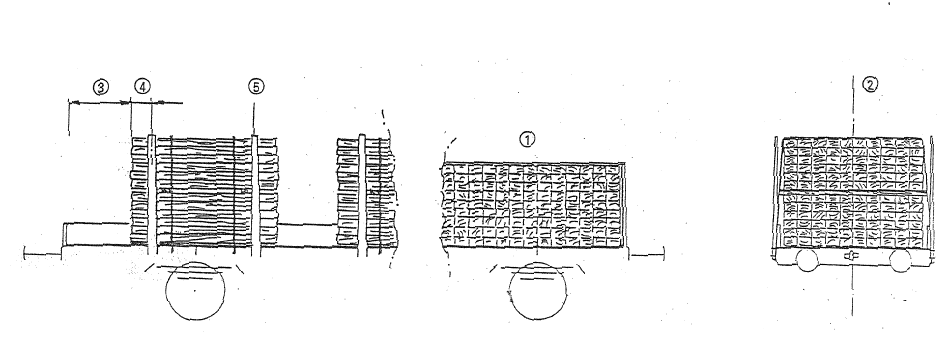 ③ ④ ⑤
① ②